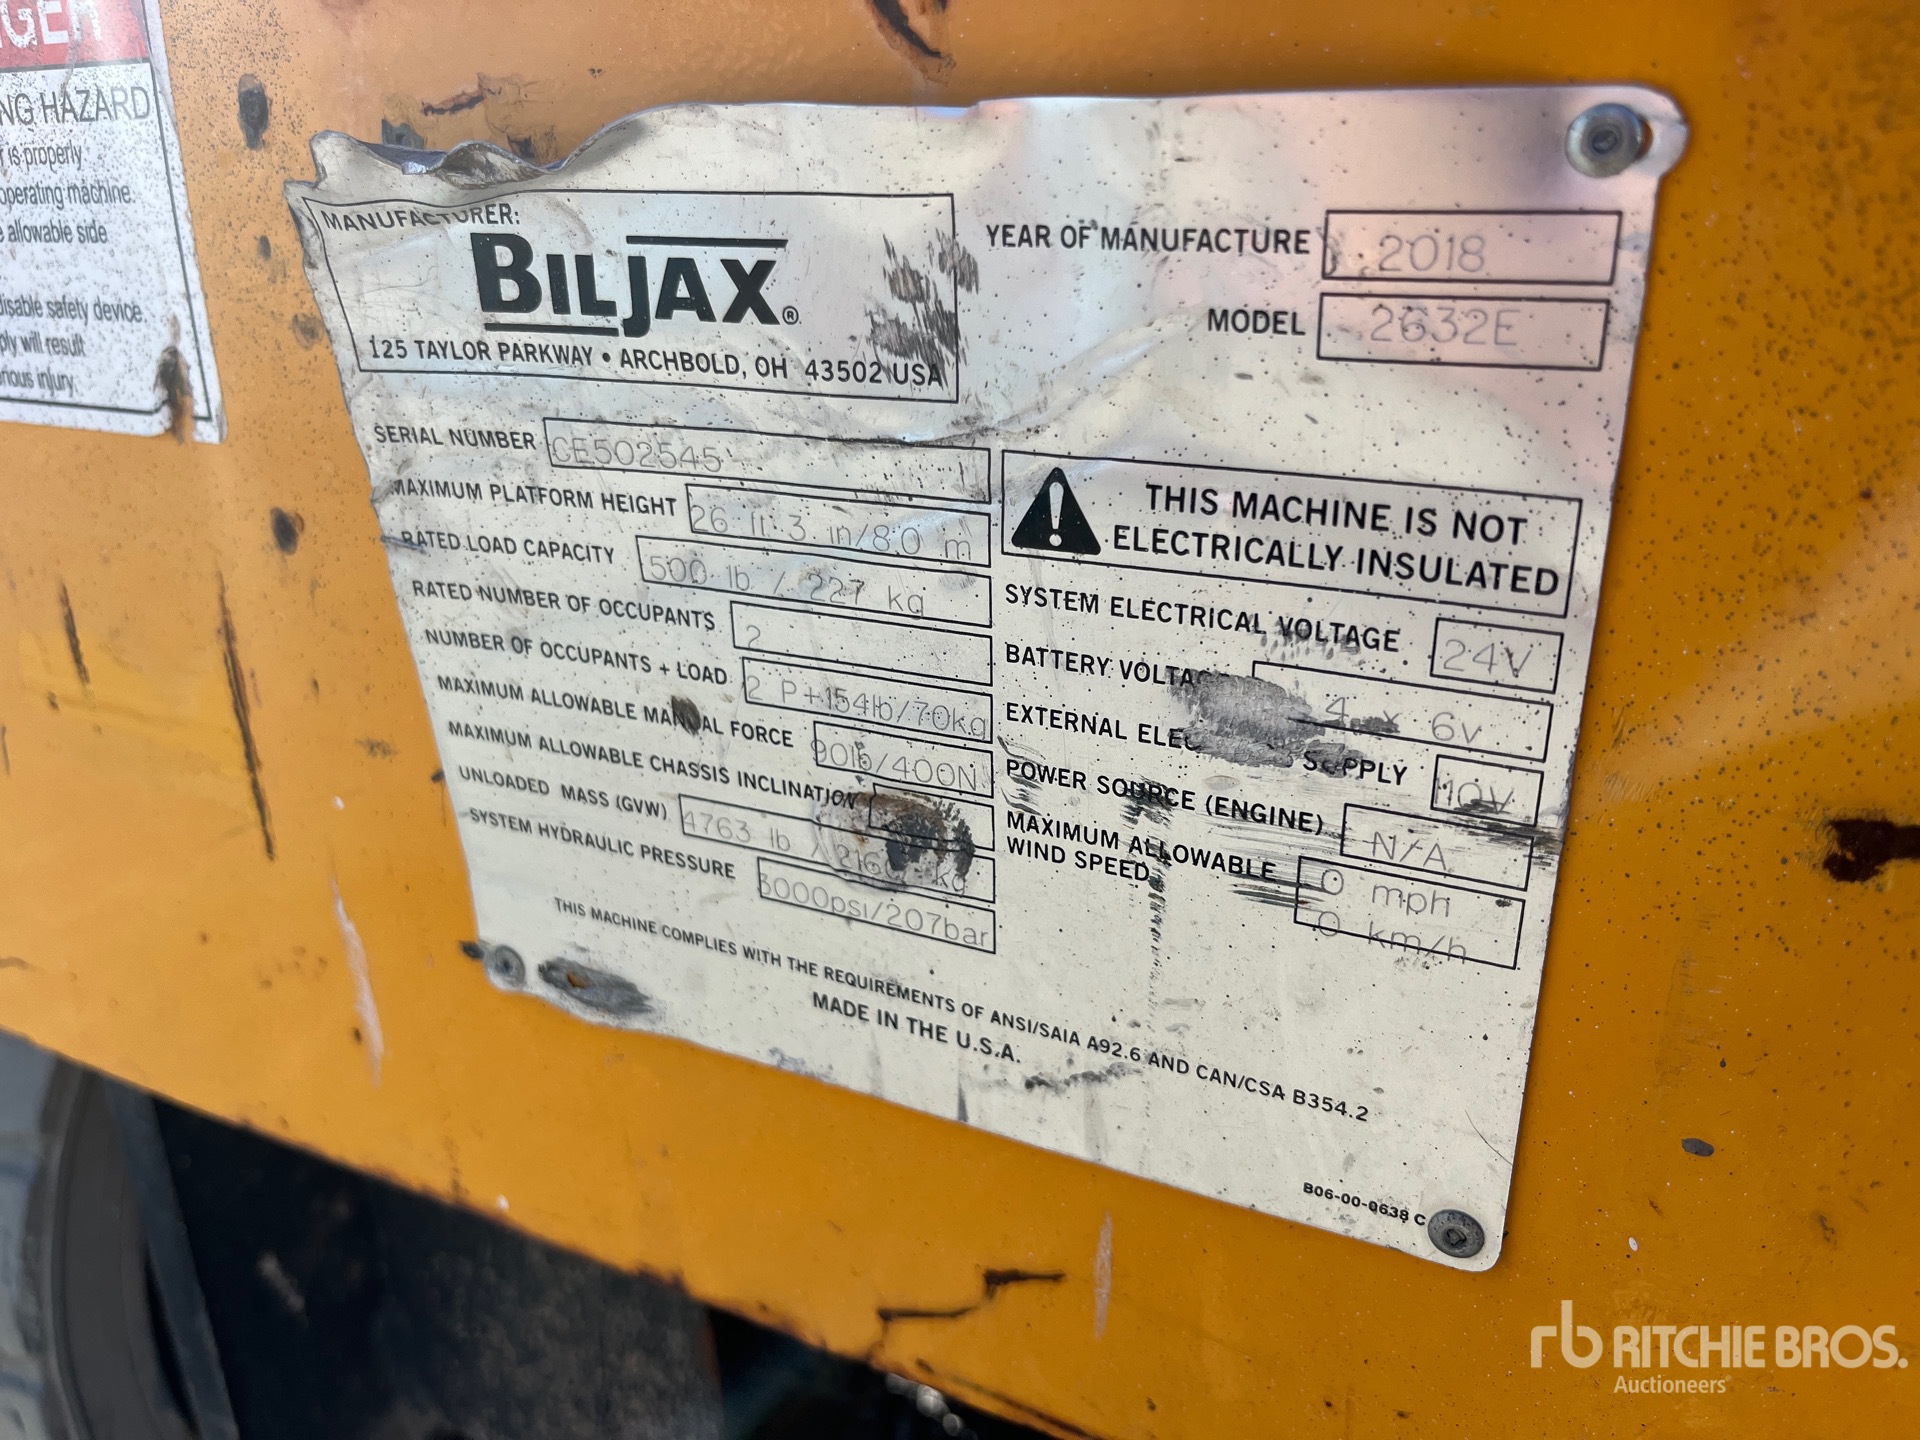 NG HAZARD
is properly
operating machine.
allowable side
disable safety device.
ply will result
injury.
MANUFACTURER:
BILJAX®
125 TAYLOR PARKWAY • ARCHBOLD, OH 43502 USA
YEAR OF MANUFACTURE 2018
MODEL 2632E
SERIAL NUMBER CE502545
MAXIMUM PLATFORM HEIGHT 26 ft 3 in/8.0 m
RATED LOAD CAPACITY 500 lb / 227 kg
RATED NUMBER OF OCCUPANTS 2
NUMBER OF OCCUPANTS + LOAD 2 P+154lb/70kg
MAXIMUM ALLOWABLE MANUAL FORCE 90lb/400N
MAXIMUM ALLOWABLE CHASSIS INCLINATION
UNLOADED MASS (GVW) 4763 lb / kg
SYSTEM HYDRAULIC PRESSURE 3000psi/207bar
THIS MACHINE IS NOT
ELECTRICALLY INSULATED
SYSTEM ELECTRICAL VOLTAGE 24V
BATTERY VOLTAGE 4 x 6v
EXTERNAL SUPPLY 110V
POWER SOURCE (ENGINE) N/A
MAXIMUM ALLOWABLE 0 mph
WIND SPEED 0 km/h
THIS MACHINE COMPLIES WITH THE REQUIREMENTS OF ANSI/SAIA A92.6 AND CAN/CSA B354.2
MADE IN THE U.S.A.
B06-00-0638 C
rb RITCHIE BROS.
Auctioneers